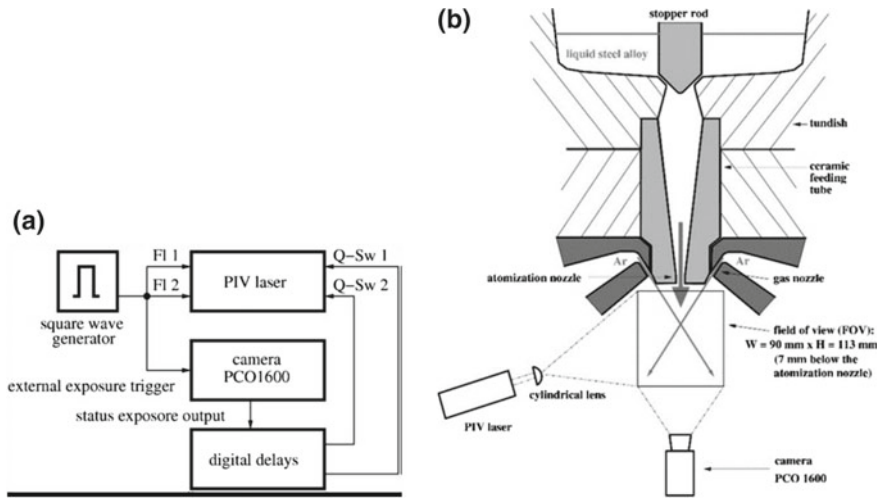 (a)
Fl 1
Fl 2
Q-Sw 1
Q-Sw 2
PIV laser
square wave
generator
camera
PCO1600
external exposure trigger
status exposore output
digital delays
(b)
stopper rod
liquid steel alloy
tundish
ceramic
feeding
tube
Ar
Ar
atomization nozzle
gas nozzle
field of view (FOV):
W = 90 mm x H = 113 mm
(7 mm below the
atomization nozzle)
cylindrical lens
PIV laser
camera
PCO 1600